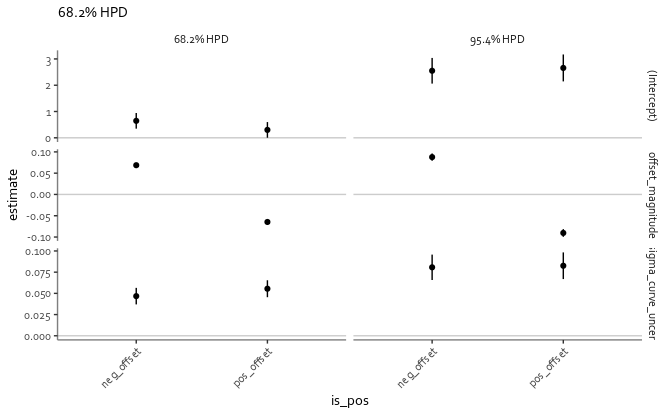 68.2% HPD
68.2% HPD
95.4% HPD
3
2
1
0
(Intercept)
0.10
0.05
0.00
-0.05
-0.10
offset_magnitude
0.100
0.075
0.050
0.025
0.000
igma_curve_uncer
estimate
neg_offset
pos_offset
neg_offset
pos_offset
is_pos